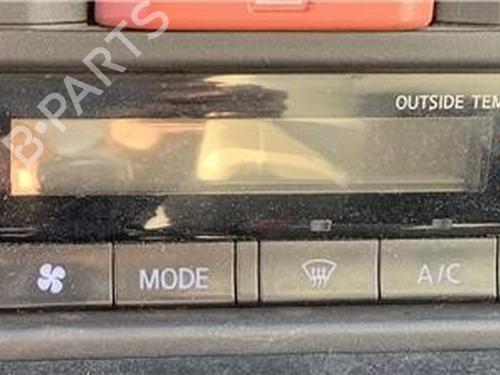 B-PARTS
OUTSIDE TEM
MODE
A/C